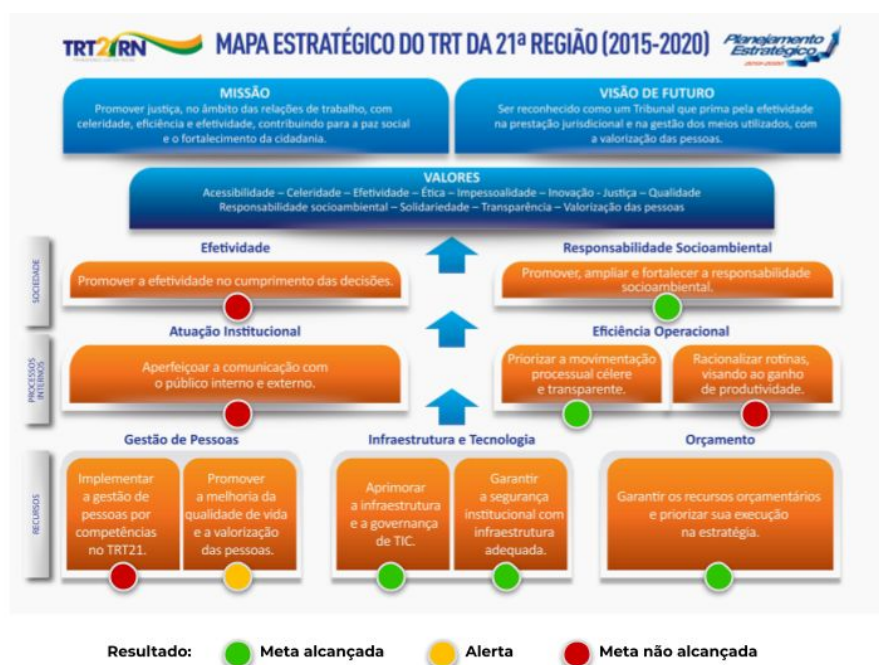 TRT21RN
MAPA ESTRATÉGICO DO TRT DA 21ª REGIÃO (2015-2020)
Planejamento
Estratégico
2015-2020
MISSÃO
Promover justiça, no âmbito das relações de trabalho, com
celeridade, eficiência e efetividade, contribuindo para a paz social
e o fortalecimento da cidadania.
VISÃO DE FUTURO
Ser reconhecido como um Tribunal que prima pela efetividade
na prestação jurisdicional e na gestão dos meios utilizados, com
a valorização das pessoas.
VALORES
Acessibilidade – Celeridade – Efetividade – Ética – Impessoalidade – Inovação - Justiça – Qualidade
Responsabilidade socioambiental – Solidariedade – Transparência – Valorização das pessoas
SOCIEDADE
Efetividade
Promover a efetividade no cumprimento das decisões.
Responsabilidade Socioambiental
Promover, ampliar e fortalecer a responsabilidade
socioambiental.
PROCESSOS
INTERNOS
Atuação Institucional
Aperfeiçoar a comunicação com
o público interno e externo.
Eficiência Operacional
Priorizar a movimentação
processual célere
e transparente.
Racionalizar rotinas,
visando ao ganho
de produtividade.
RECURSOS
Gestão de Pessoas
Implementar
a gestão de
pessoas por
competências
no TRT21.
Promover
a melhoria da
qualidade de vida
e a valorização
das pessoas.
Infraestrutura e Tecnologia
Aprimorar
a infraestrutura
e a governança
de TIC.
Garantir
a segurança
institucional com
infraestrutura
adequada.
Orçamento
Garantir os recursos orçamentários
e priorizar sua execução
na estratégia.
Resultado:
Meta alcançada
Alerta
Meta não alcançada